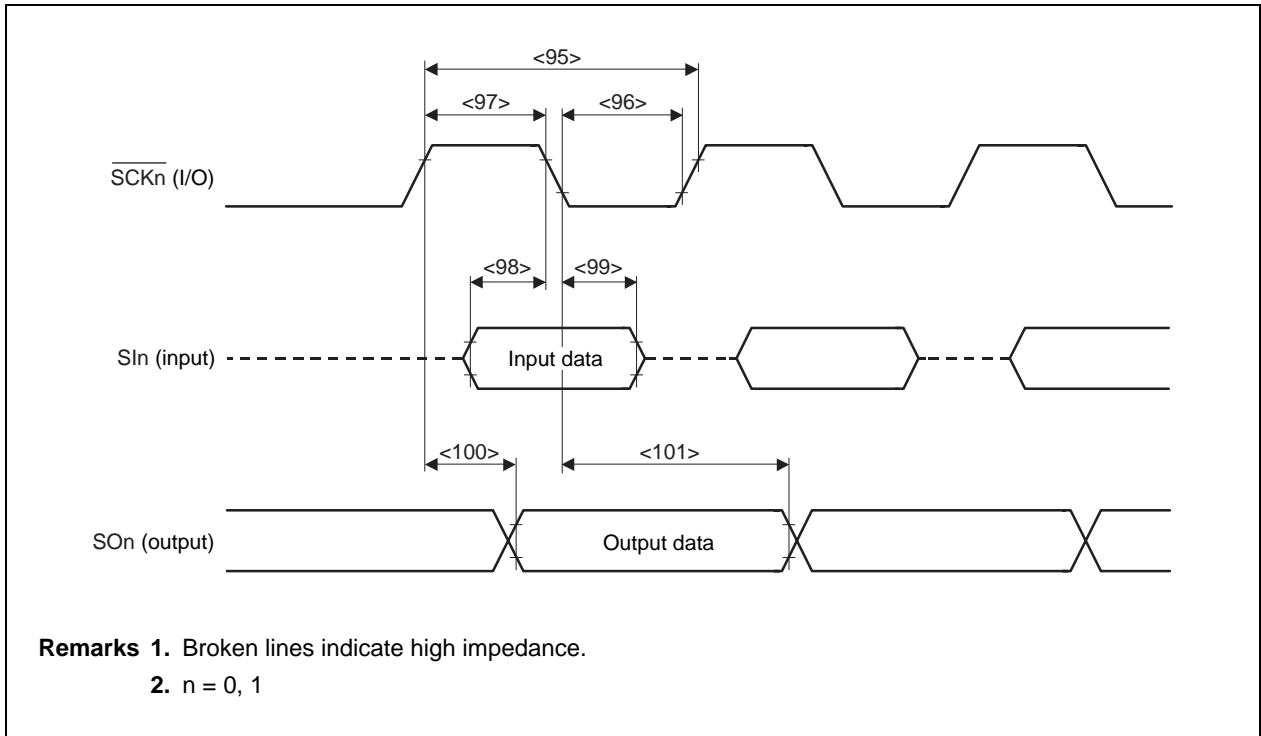 <95>
<97>
<96>
SCKn (I/O)
<98>
<99>
SIn (input)
Input data
<100>
<101>
SOn (output)
Output data
Remarks 1. Broken lines indicate high impedance.
2. n = 0, 1